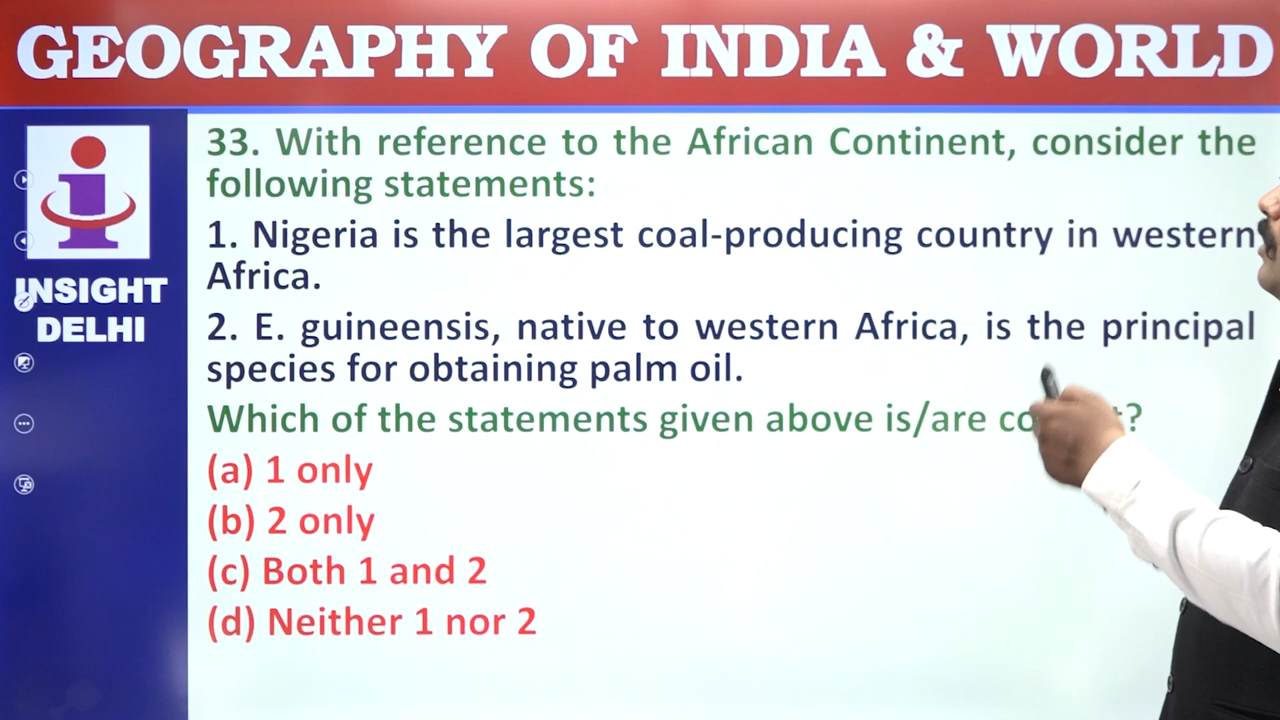 GEOGRAPHY OF INDIA & WORLD
INSIGHT
DELHI
33. With reference to the African Continent, consider the
following statements:
1. Nigeria is the largest coal-producing country in western
Africa.
2. E. guineensis, native to western Africa, is the principal
species for obtaining palm oil.
Which of the statements given above is/are
(a) 1 only
(b) 2 only
(c) Both 1 and 2
(d) Neither 1 nor 2